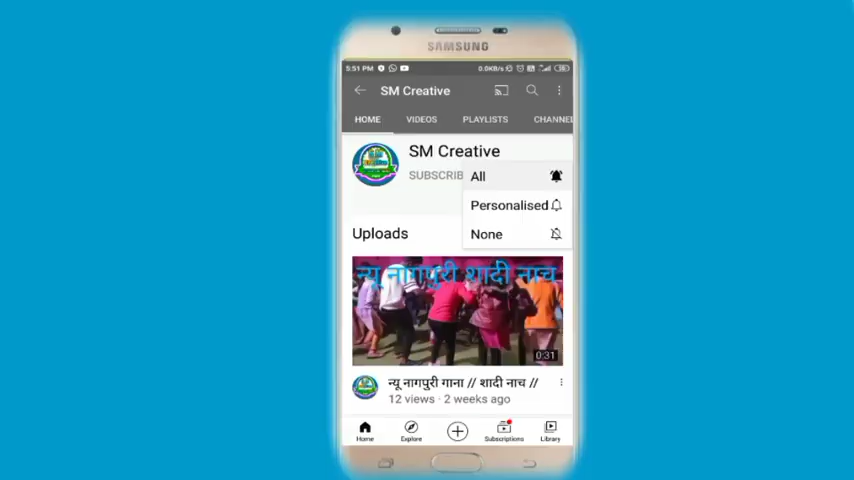 SAMSUNG
5:51 PM
0.0KB/s
SM Creative
HOME VIDEOS PLAYLISTS CHANNEL
SM Creative
SUBSCRIB
All
Personalised
None
Uploads
न्यू नागपुरी शादी नाच
0:31
न्यू नागपुरी गाना // शादी नाच //
12 views · 2 weeks ago
Home Explore Subscriptions Library